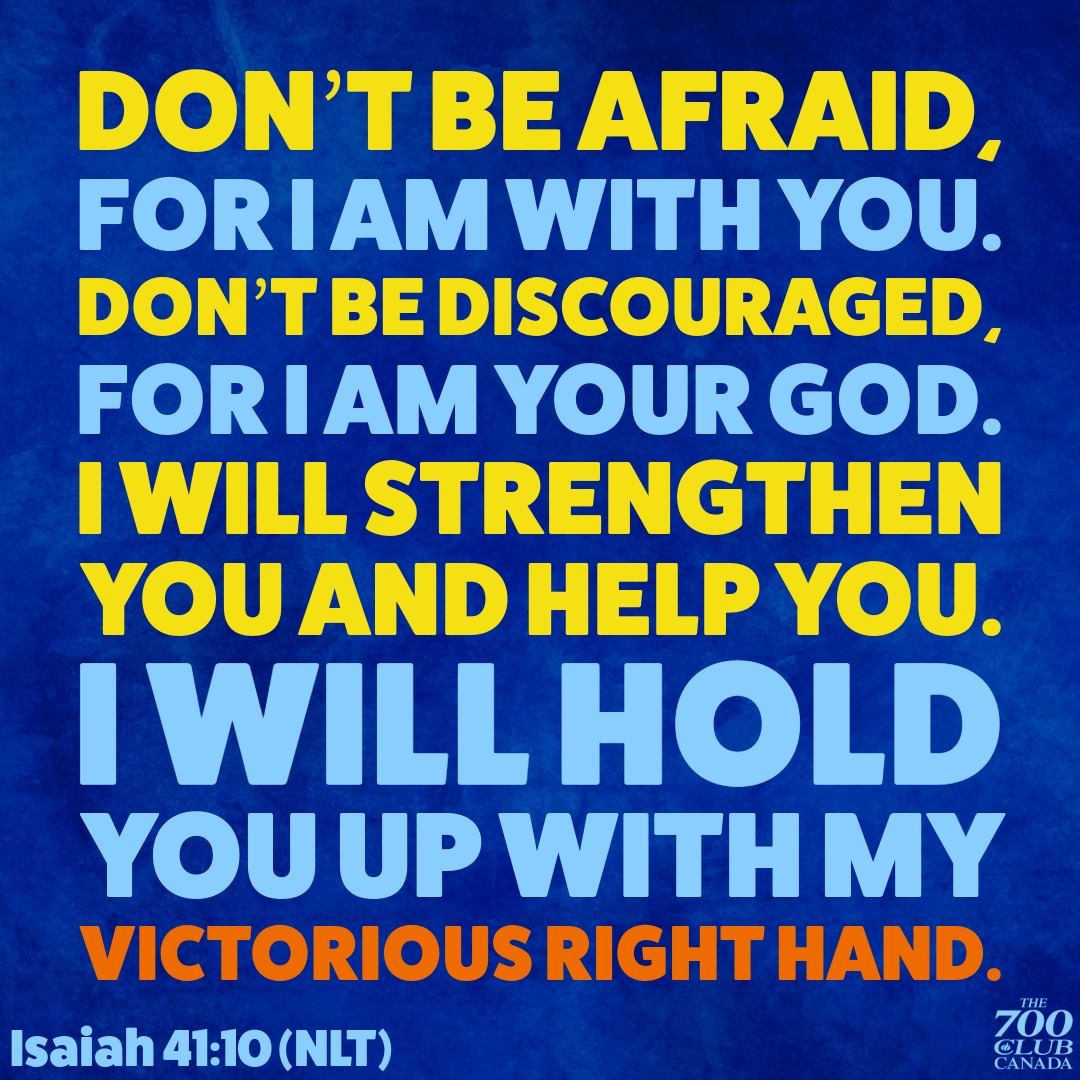 DON'T BE AFRAID,
FOR I AM WITH YOU.
DON'T BE DISCOURAGED,
FOR I AM YOUR GOD.
I WILL STRENGTHEN
YOU AND HELP YOU.
I WILL HOLD
YOU UP WITH MY
VICTORIOUS RIGHT HAND.
Isaiah 41:10 (NLT)
THE
700
CLUB
CANADA